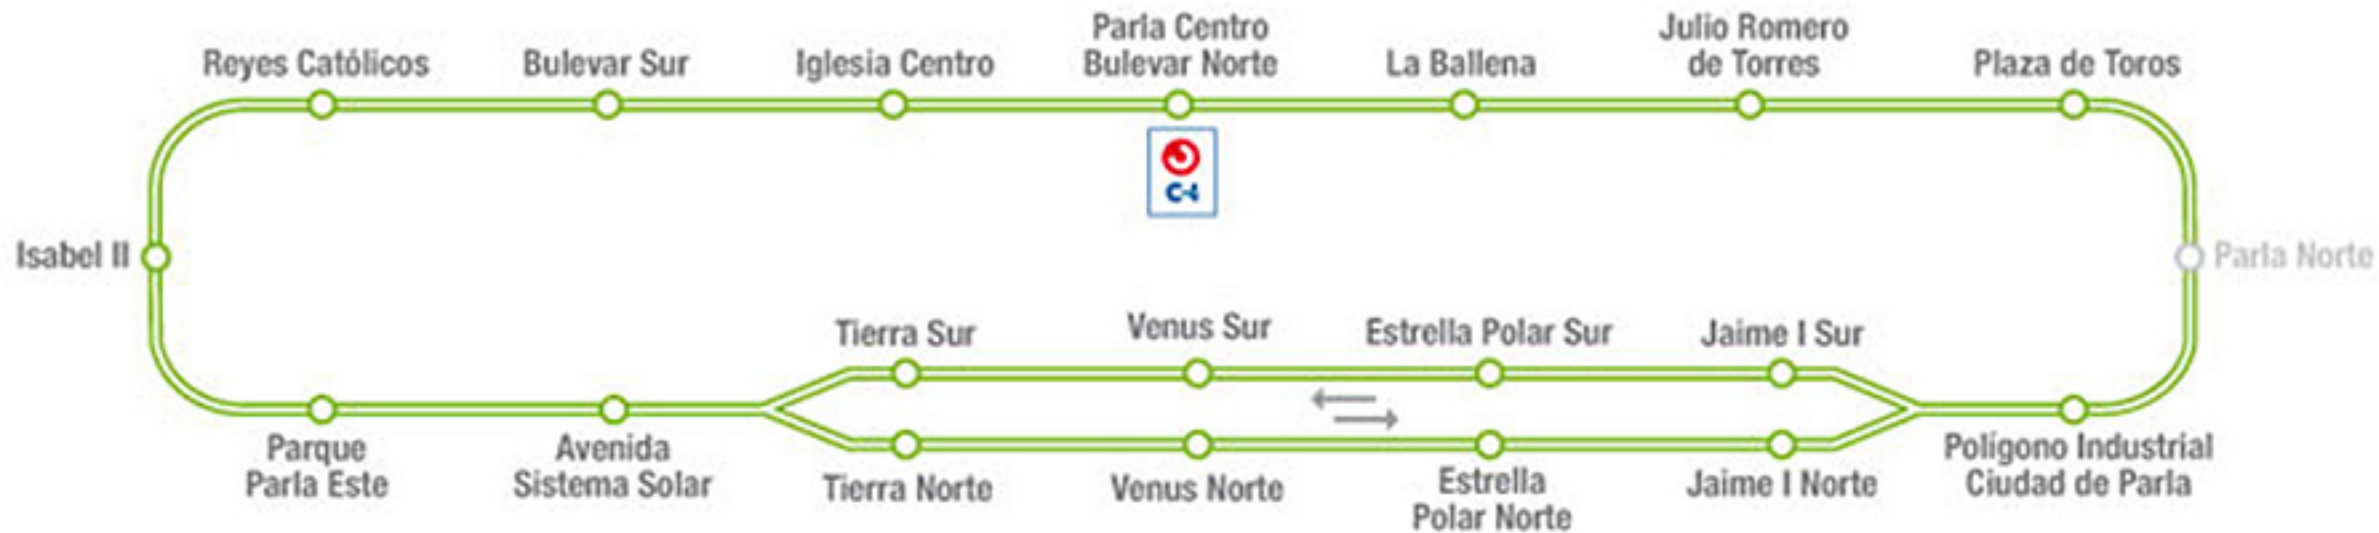 Parla Centro
Julio Romero
Reyes Católicos
Bulevar Sur
Iglesia Centro
Bulevar Norte
La Ballena
de Torres
Plaza de Toros
C-4
Isabel II
Parla Norte
Tierra Sur
Venus Sur
Estrella Polar Sur
Jaime I Sur
Parque
Parla Este
Avenida
Sistema Solar
Tierra Norte
Venus Norte
Estrella
Polar Norte
Jaime I Norte
Polígono Industrial
Ciudad de Parla